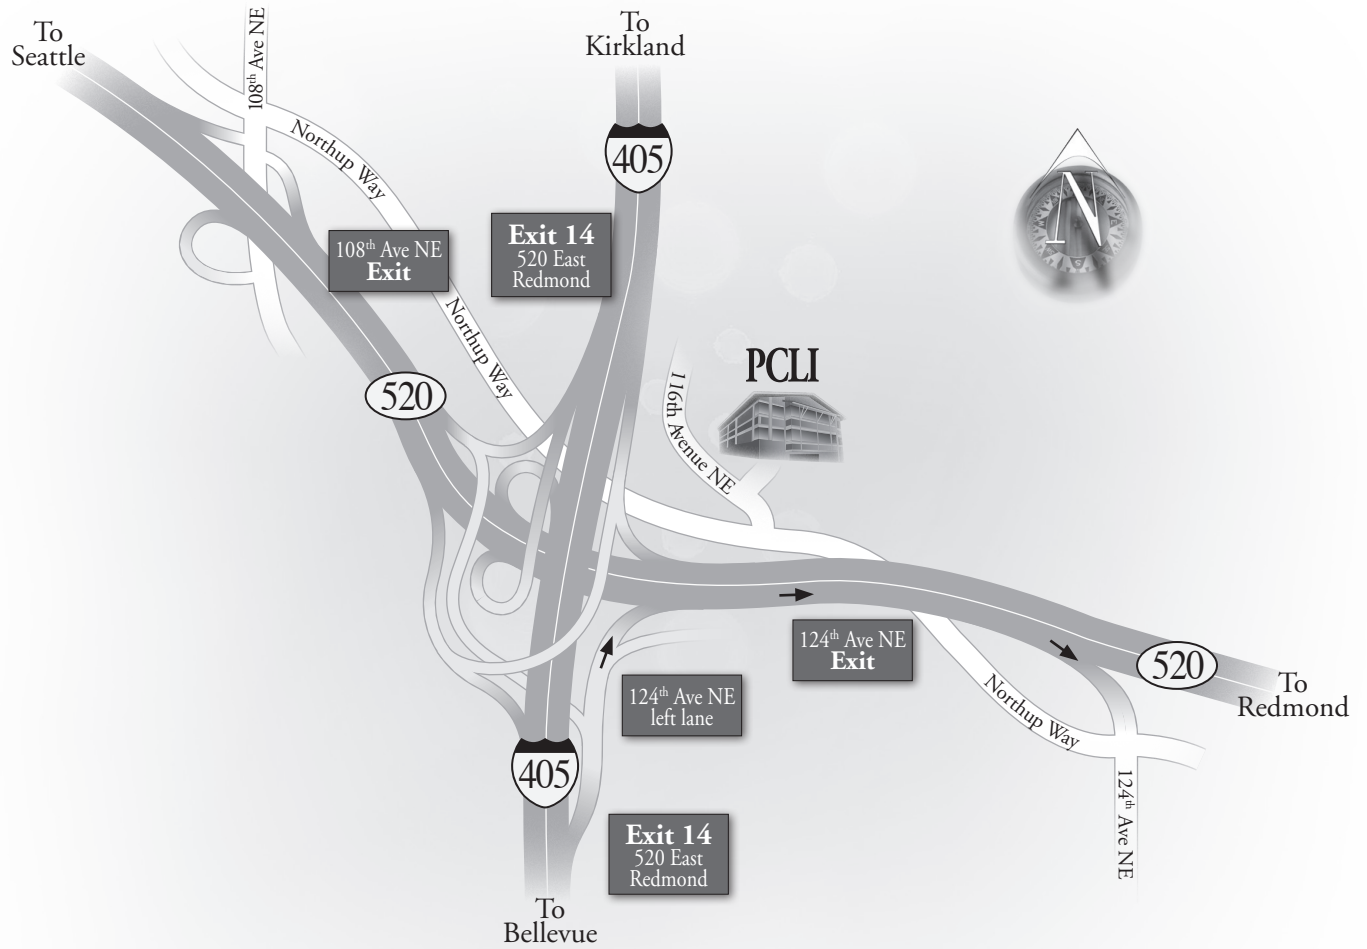 To
Seattle
108th Ave NE
To
Kirkland
Northup Way
405
N
Exit 14
520 East
Redmond
108th Ave NE
Exit
Northup Way
PCLI
520
116th Avenue NE
124th Ave NE
Exit
520
To
Redmond
124th Ave NE
left lane
Northup Way
405
124th Ave NE
Exit 14
520 East
Redmond
To
Bellevue